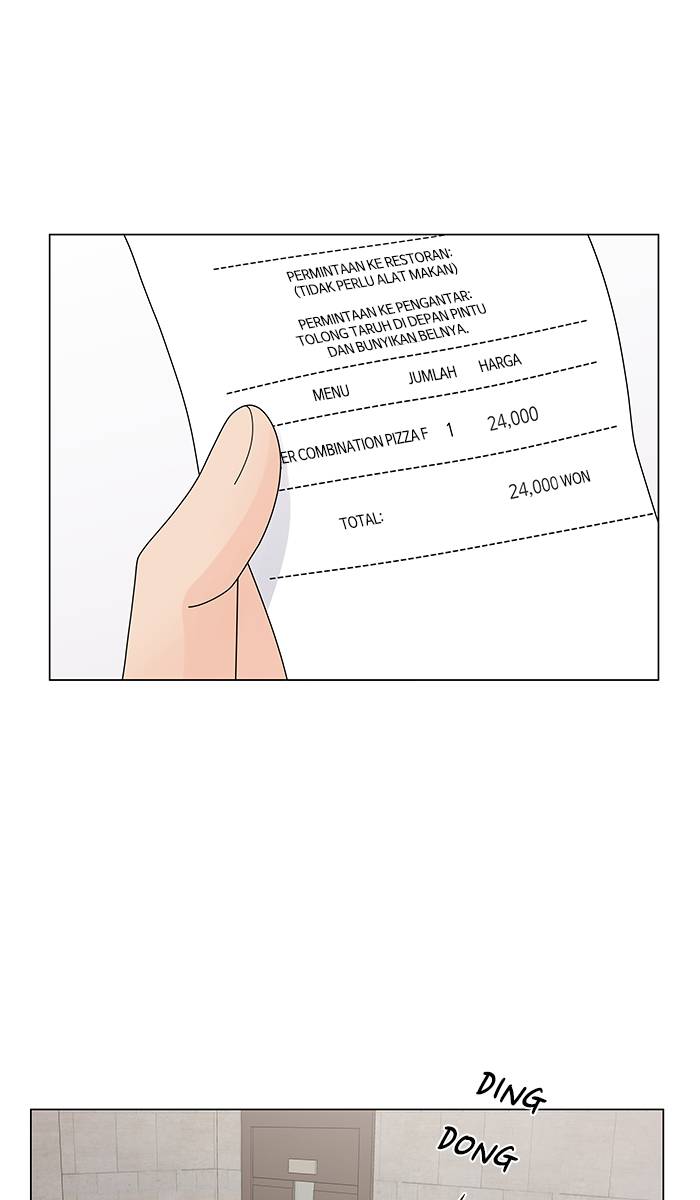 PERMINTAAN KE RESTORAN:
(TIDAK PERLU ALAT MAKAN)
PERMINTAAN KE PENGANTAR:
TOLONG TARUH DI DEPAN PINTU
DAN BUNYIKAN BELNYA.
MENU JUMLAH HARGA
ER COMBINATION PIZZA F 1 24,000
TOTAL: 24,000 WON
DING
DONG